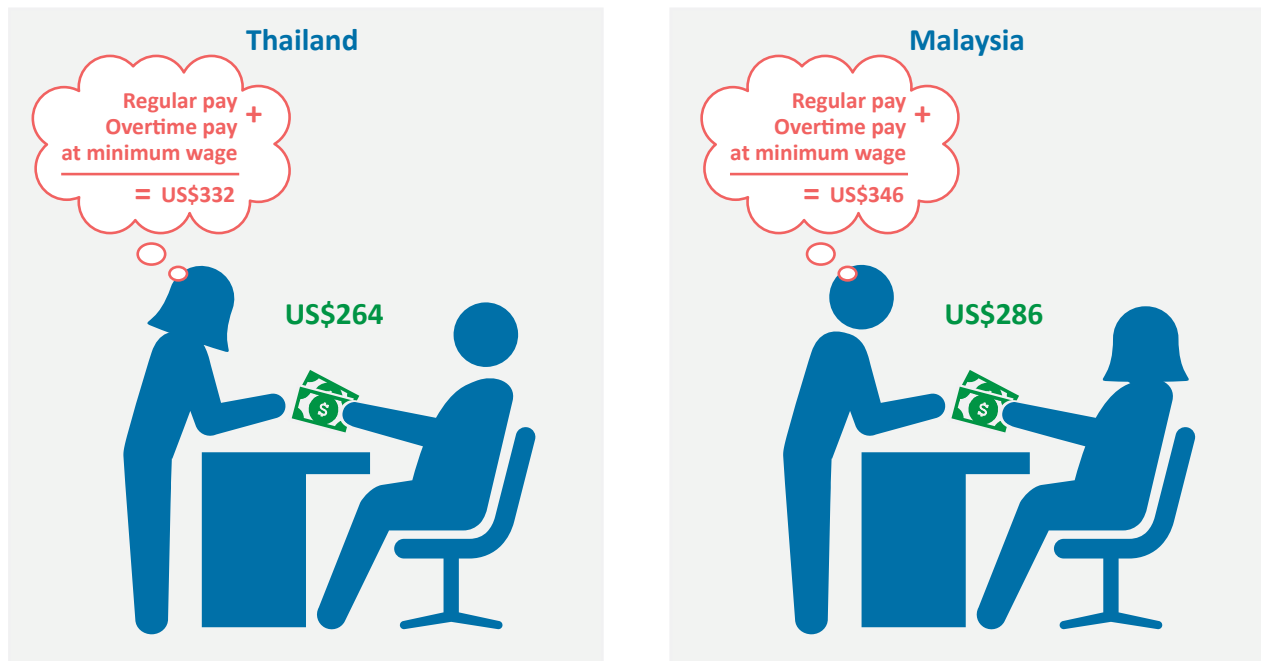 Thailand
Regular pay +
Overtime pay
at minimum wage
= US$332
US$264
$
Malaysia
Regular pay +
Overtime pay
at minimum wage
= US$346
US$286
$